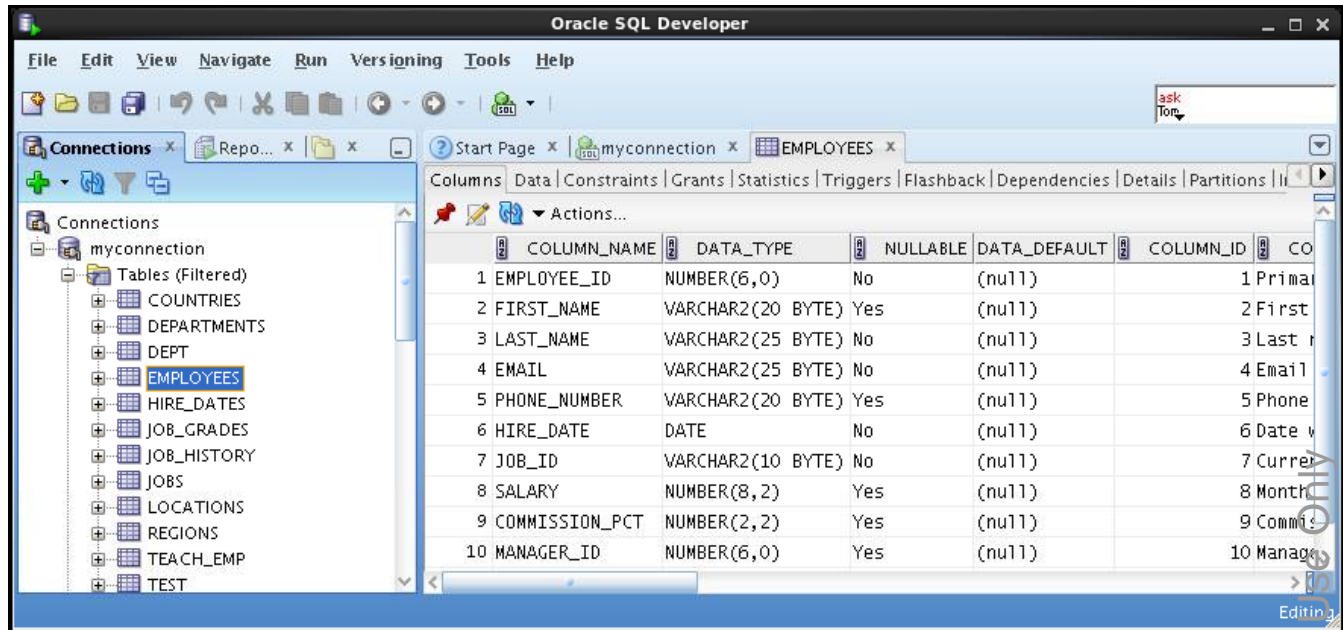 Oracle SQL Developer
File Edit View Navigate Run Versioning Tools Help
SQL
ask
Tom
Connections Repo...
Start Page myconnection EMPLOYEES
Columns Data Constraints Grants Statistics Triggers Flashback Dependencies Details Partitions
Actions...
Connections
myconnection
Tables (Filtered)
COUNTRIES
DEPARTMENTS
DEPT
EMPLOYEES
HIRE_DATES
JOB_GRADES
JOB_HISTORY
JOBS
LOCATIONS
REGIONS
TEACH_EMP
TEST
COLUMN_NAME DATA_TYPE NULLABLE DATA_DEFAULT COLUMN_ID CO
1 EMPLOYEE_ID NUMBER(6,0) No (null) 1 Primar
2 FIRST_NAME VARCHAR2(20 BYTE) Yes (null) 2 First
3 LAST_NAME VARCHAR2(25 BYTE) No (null) 3 Last
4 EMAIL VARCHAR2(25 BYTE) No (null) 4 Email
5 PHONE_NUMBER VARCHAR2(20 BYTE) Yes (null) 5 Phone
6 HIRE_DATE DATE No (null) 6 Date
7 JOB_ID VARCHAR2(10 BYTE) No (null) 7 Curre
8 SALARY NUMBER(8,2) Yes (null) 8 Month
9 COMMISSION_PCT NUMBER(2,2) Yes (null) 9 Commis
10 MANAGER_ID NUMBER(6,0) Yes (null) 10 Manag
Editing
Use Only